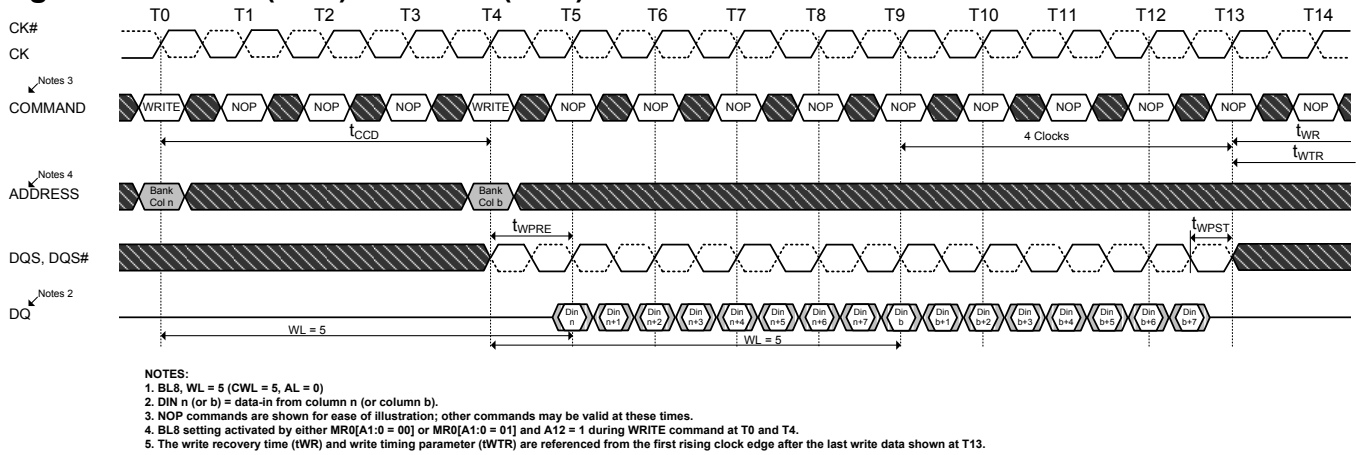 T0 T1 T2 T3 T4 T5 T6 T7 T8 T9 T10 T11 T12 T13 T14
CK#
CK
Notes 3
COMMAND
WRITE NOP NOP NOP WRITE NOP NOP NOP NOP NOP NOP NOP NOP NOP NOP
tCCD
4 Clocks
tWR
tWTR
Notes 4
ADDRESS
Bank Bank
Col n Col b
tWPRE
tWPST
DQS, DQS#
Notes 2
DQ
Din Din Din Din Din Din Din Din Din Din Din Din Din Din Din Din
n n+1 n+2 n+3 n+4 n+5 n+6 n+7 b b+1 b+2 b+3 b+4 b+5 b+6 b+7
WL = 5
WL = 5
NOTES:
1. BL8, WL = 5 (CWL = 5, AL = 0)
2. DIN n (or b) = data-in from column n (or column b).
3. NOP commands are shown for ease of illustration; other commands may be valid at these times.
4. BL8 setting activated by either MR0[A1:0 = 00] or MR0[A1:0 = 01] and A12 = 1 during WRITE command at T0 and T4.
5. The write recovery time (tWR) and write timing parameter (tWTR) are referenced from the first rising clock edge after the last write data shown at T13.